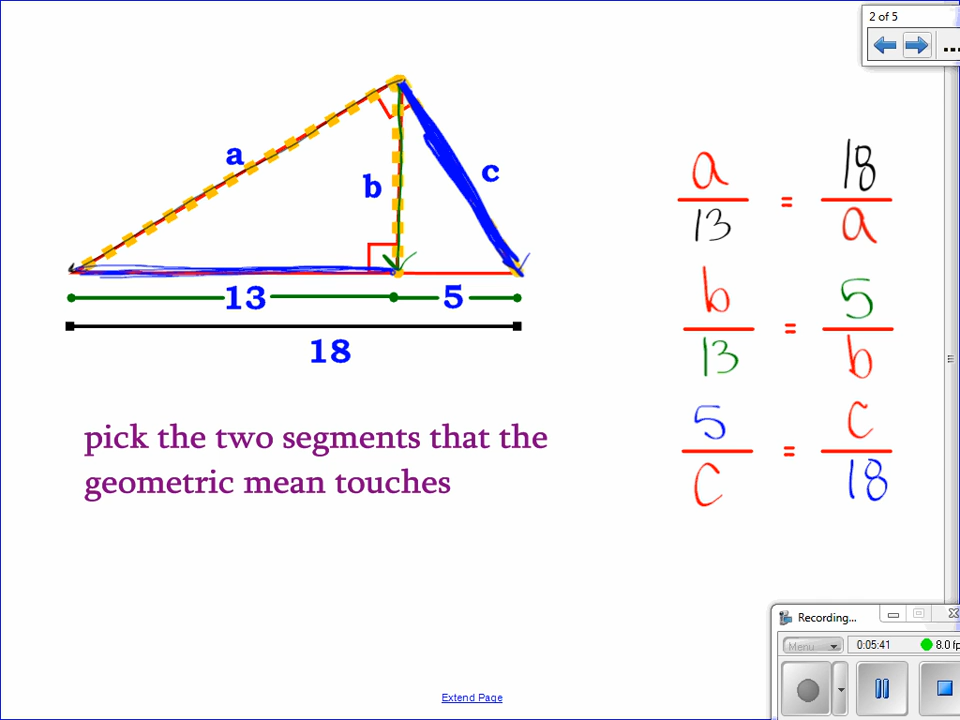 2 of 5
...
a
b
c
13
5
18
pick the two segments that the
geometric mean touches
a/13 = 18/a
b/13 = 5/b
5/c = c/18
Recording...
Menu
0:05:41
8.0 fp
Extend Page